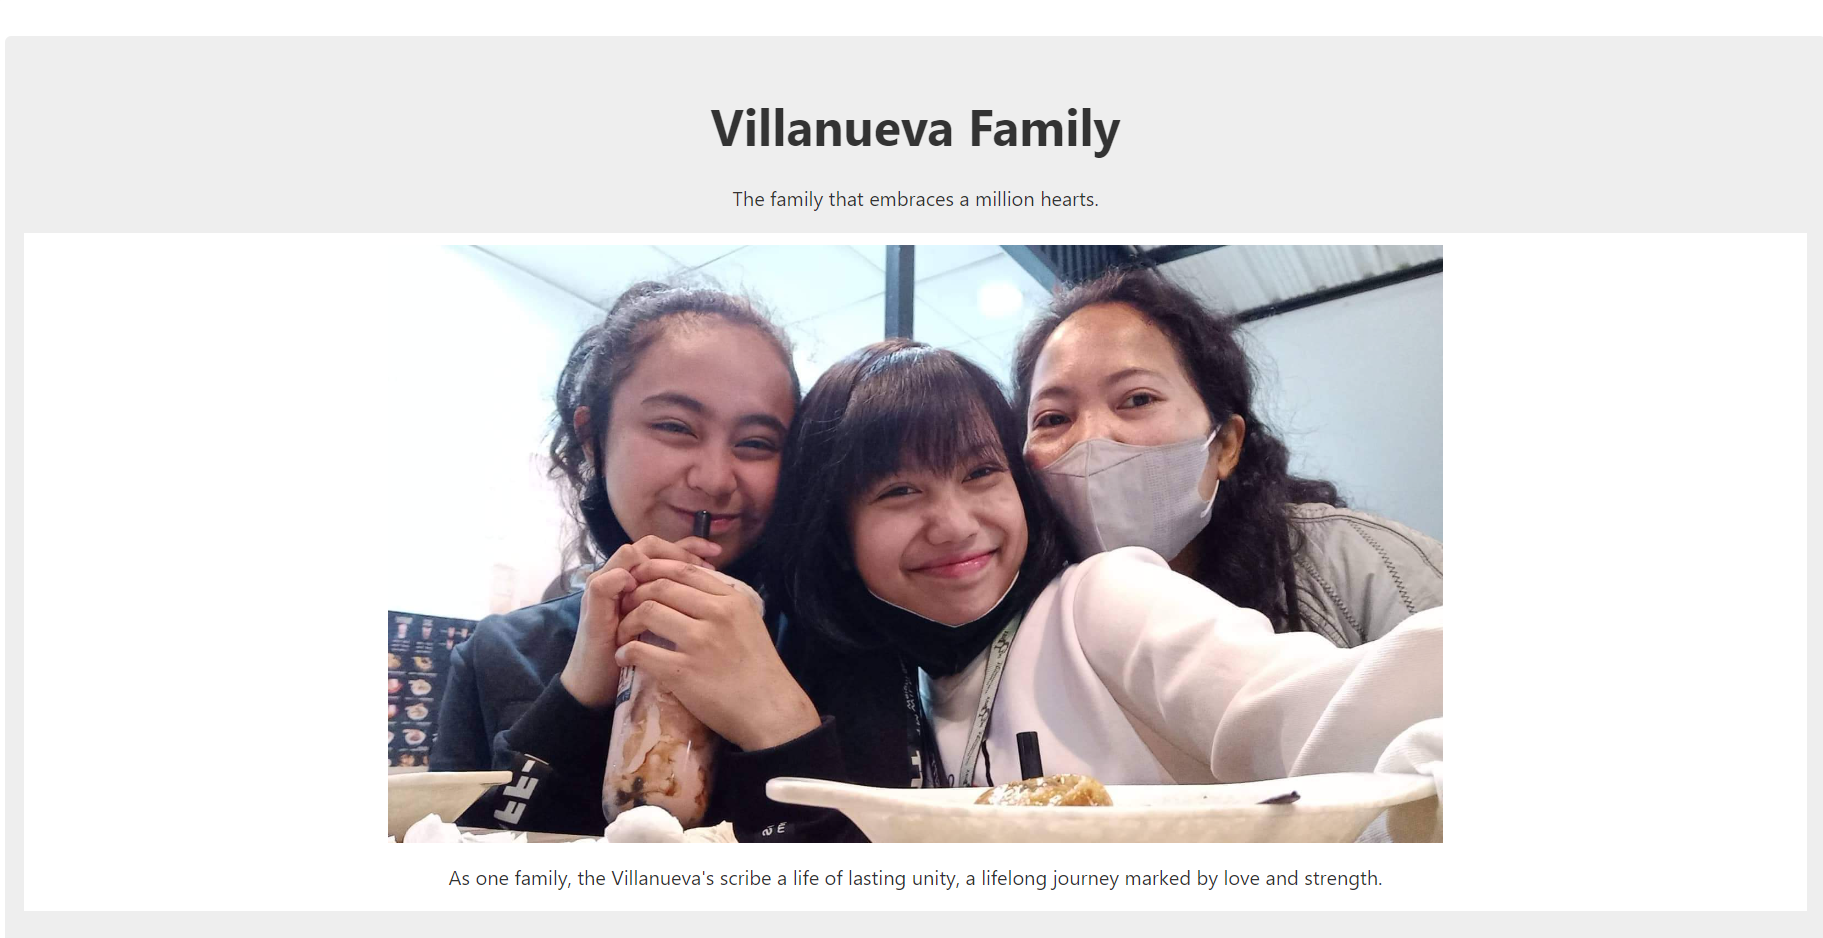 Villanueva Family
The family that embraces a million hearts.
As one family, the Villanueva's scribe a life of lasting unity, a lifelong journey marked by love and strength.